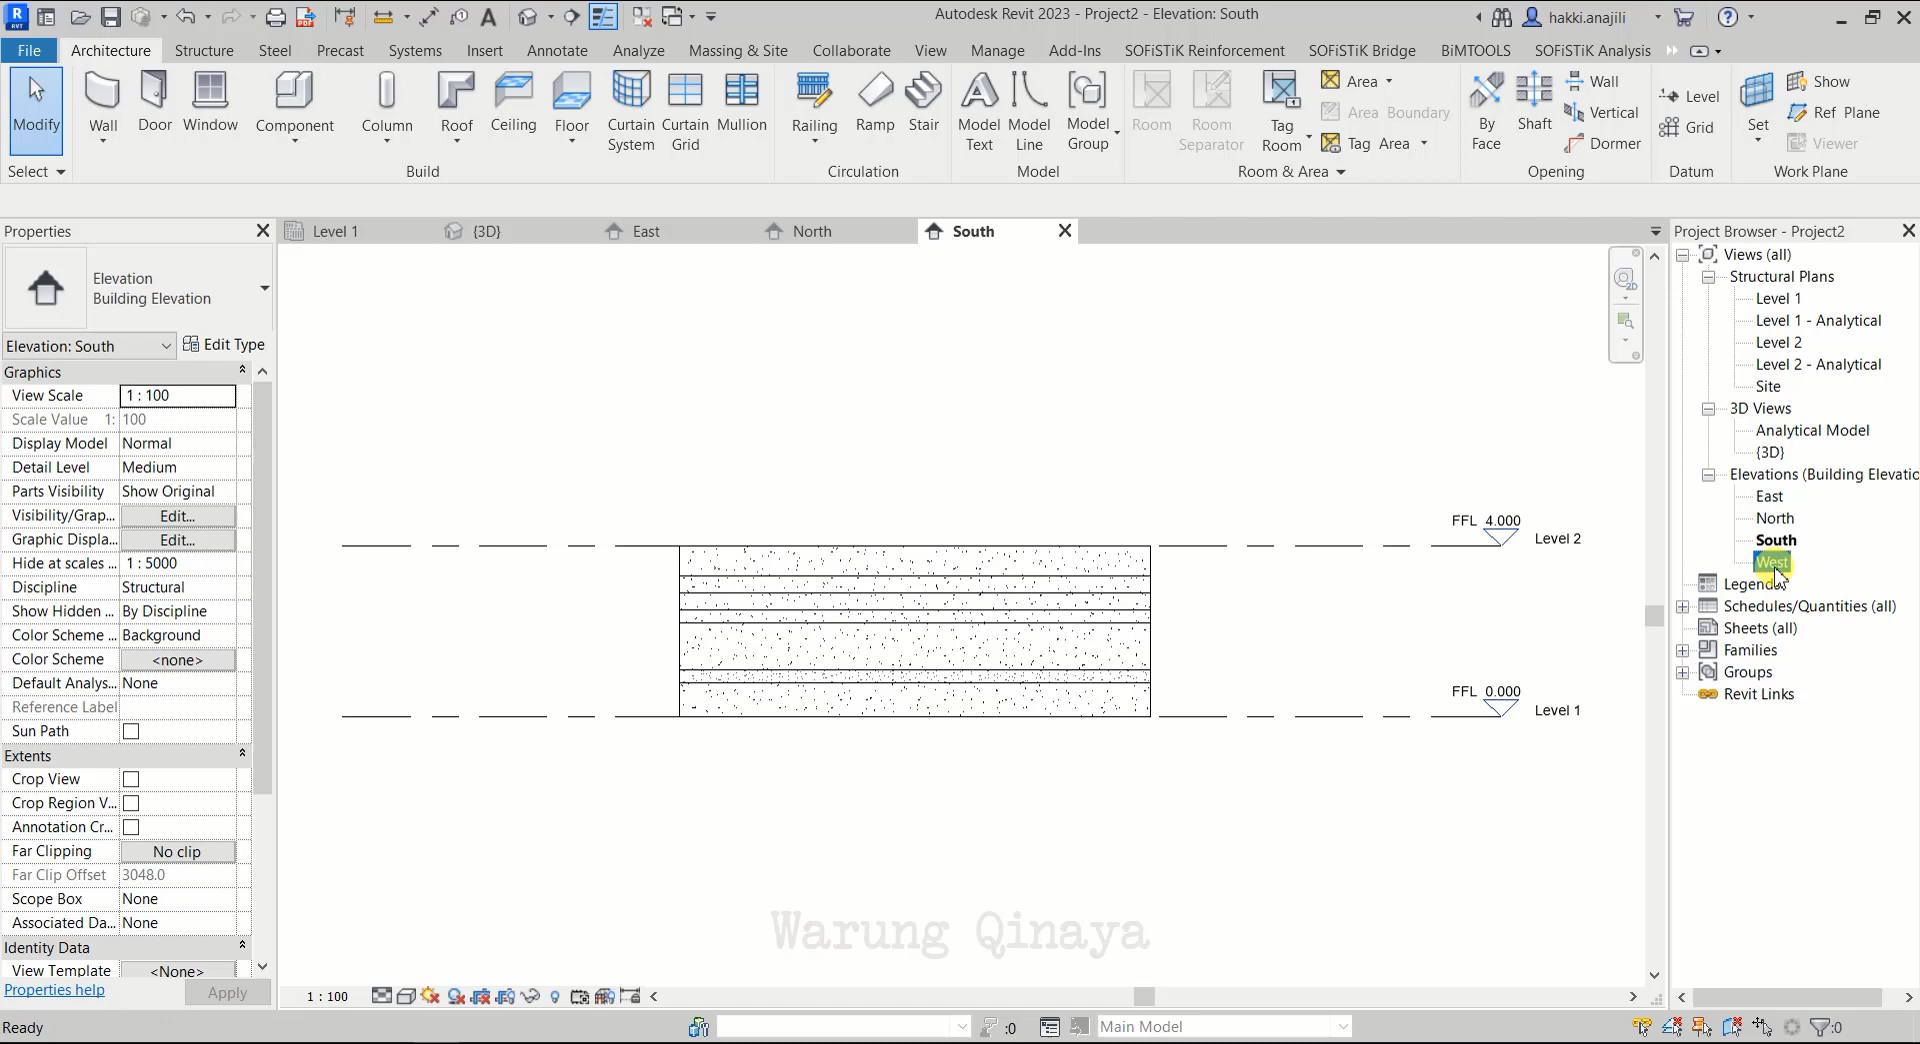 Autodesk Revit 2023 - Project2 - Elevation: South
hakki.anajili
File Architecture Structure Steel Precast Systems Insert Annotate Analyze Massing & Site Collaborate View Manage Add-Ins SOFiSTiK Reinforcement SOFiSTiK Bridge BiMTOOLS SOFiSTiK Analysis
Modify
Wall
Door
Window
Component
Column
Roof
Ceiling
Floor
Curtain System
Curtain Grid
Mullion
Railing
Ramp
Stair
Model Text
Model Line
Model Group
Room
Room Separator
Tag Room
Area
Area Boundary
Tag Area
By Face
Shaft
Wall
Vertical
Dormer
Level
Grid
Set
Show
Ref Plane
Viewer
Select
Build
Circulation
Model
Room & Area
Opening
Datum
Work Plane
Properties
Elevation
Building Elevation
Elevation: South
Edit Type
Graphics
View Scale 1 : 100
Scale Value 1: 100
Display Model Normal
Detail Level Medium
Parts Visibility Show Original
Visibility/Grap... Edit...
Graphic Displa... Edit...
Hide at scales ... 1 : 5000
Discipline Structural
Show Hidden ... By Discipline
Color Scheme ... Background
Color Scheme <none>
Default Analys... None
Reference Label
Sun Path
Extents
Crop View
Crop Region V...
Annotation Cr...
Far Clipping No clip
Far Clip Offset 3048.0
Scope Box None
Associated Da... None
Identity Data
View Template <None>
Properties help
Apply
Level 1
{3D}
East
North
South
FFL 4.000
Level 2
FFL 0.000
Level 1
Warung Qinaya
1 : 100
Project Browser - Project2
Views (all)
Structural Plans
Level 1
Level 1 - Analytical
Level 2
Level 2 - Analytical
Site
3D Views
Analytical Model
{3D}
Elevations (Building Elevatio
East
North
South
West
Legend
Schedules/Quantities (all)
Sheets (all)
Families
Groups
Revit Links
Ready
:0
Main Model
:0